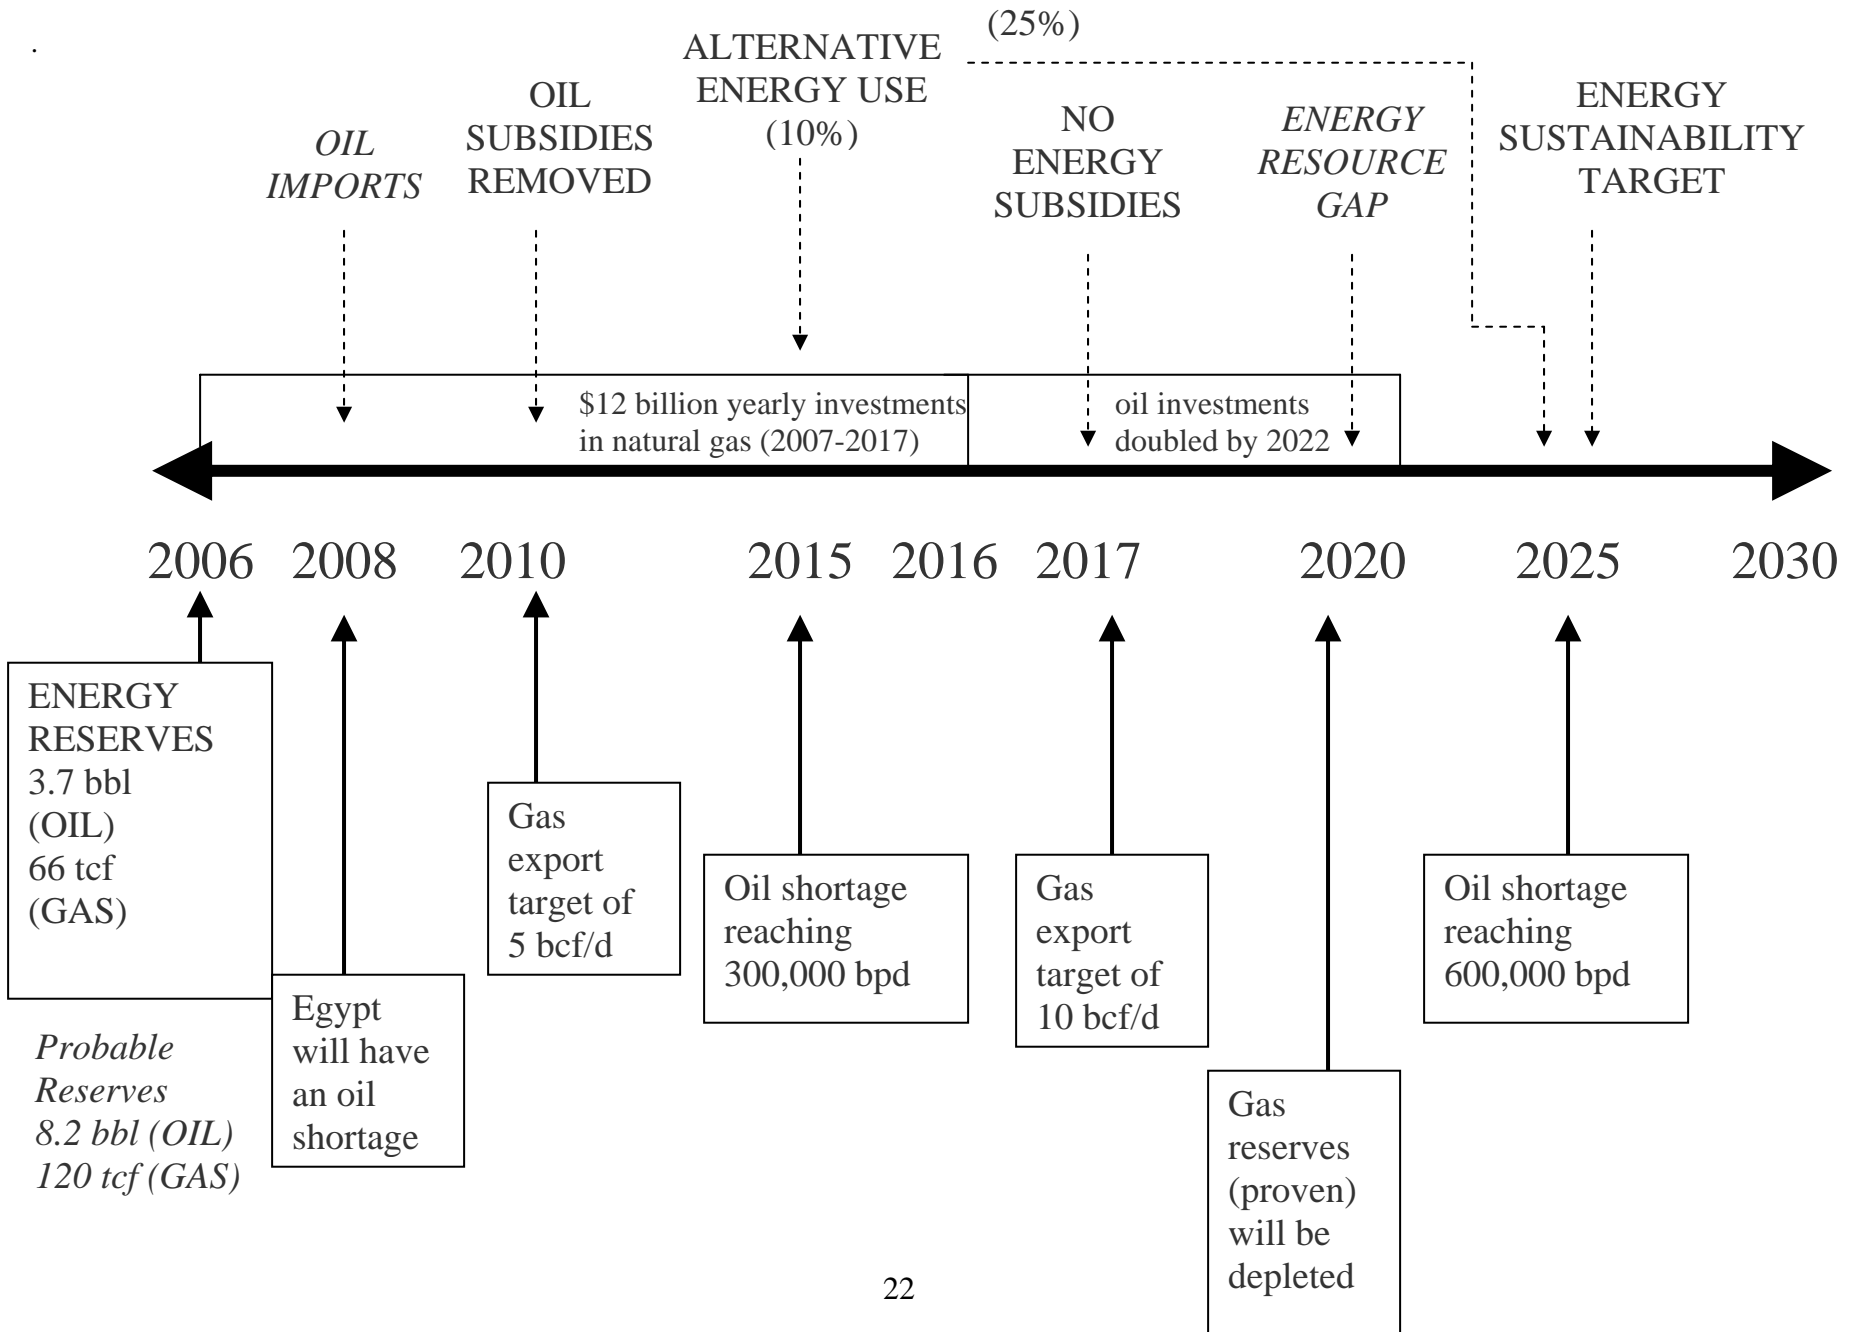 (25%)
.
ALTERNATIVE
ENERGY USE
(10%)
OIL
SUBSIDIES
REMOVED
OIL
IMPORTS
NO
ENERGY
SUBSIDIES
ENERGY
RESOURCE
GAP
ENERGY
SUSTAINABILITY
TARGET
$12 billion yearly investments
in natural gas (2007-2017)
oil investments
doubled by 2022
2006 2008 2010 2015 2016 2017 2020 2025 2030
ENERGY
RESERVES
3.7 bbl
(OIL)
66 tcf
(GAS)
Probable
Reserves
8.2 bbl (OIL)
120 tcf (GAS)
Egypt
will have
an oil
shortage
Gas
export
target of
5 bcf/d
Oil shortage
reaching
300,000 bpd
Gas
export
target of
10 bcf/d
Gas
reserves
(proven)
will be
depleted
Oil shortage
reaching
600,000 bpd
22